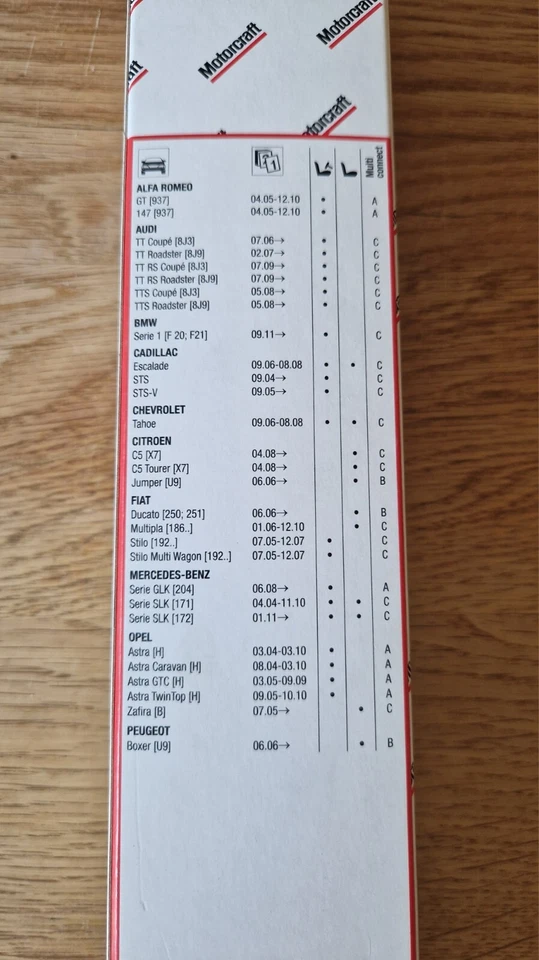 Motorcraft
Motorcraft
aft
Motorcraft
Multi
connect
ALFA ROMEO
GT [937] 04.05-12.10 • A
147 [937] 04.05-12.10 • A
AUDI
TT Coupé [8J3] 07.06→ • C
TT Roadster [8J9] 02.07→ • C
TT RS Coupé [8J3] 07.09→ • C
TT RS Roadster [8J9] 07.09→ • C
TTS Coupé [8J3] 05.08→ • C
TTS Roadster [8J9] 05.08→ • C
BMW
Serie 1 [F 20; F21] 09.11→ • C
CADILLAC
Escalade 09.06-08.08 • • C
STS 09.04→ • C
STS-V 09.05→ • C
CHEVROLET
Tahoe 09.06-08.08 • • C
CITROEN
C5 [X7] 04.08→ • C
C5 Tourer [X7] 04.08→ • C
Jumper [U9] 06.06→ • B
FIAT
Ducato [250; 251] 06.06→ • B
Multipla [186..] 01.06-12.10 • C
Stilo [192..] 07.05-12.07 • C
Stilo Multi Wagon [192..] 07.05-12.07 • C
MERCEDES-BENZ
Serie GLK [204] 06.08→ • A
Serie SLK [171] 04.04-11.10 • • C
Serie SLK [172] 01.11→ • • C
OPEL
Astra [H] 03.04-03.10 • A
Astra Caravan [H] 08.04-03.10 • A
Astra GTC [H] 03.05-09.09 • A
Astra TwinTop [H] 09.05-10.10 • A
Zafira [B] 07.05→ • C
PEUGEOT
Boxer [U9] 06.06→ • B